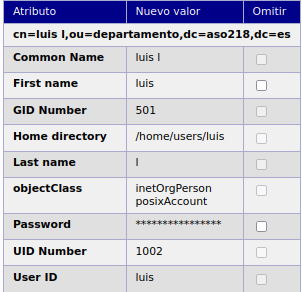 Atributo Nuevo valor Omitir
cn=luis l,ou=departamento,dc=aso218,dc=es
Common Name luis l
First name luis
GID Number 501
Home directory /home/users/luis
Last name l
objectClass inetOrgPerson
posixAccount
Password ****************
UID Number 1002
User ID luis